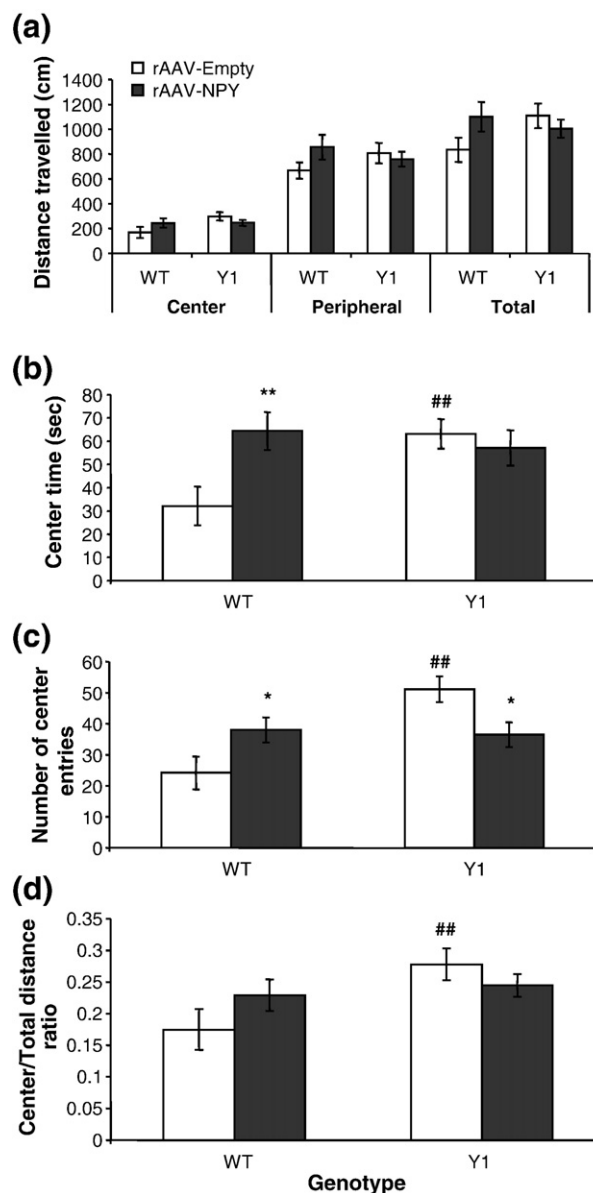 (a)
rAAV-Empty
rAAV-NPY
Distance travelled (cm)
1400
1200
1000
800
600
400
200
0
WT Y1 WT Y1 WT Y1
Center Peripheral Total
(b)
Center time (sec)
80
70
60
50
40
30
20
10
0
**
##
WT Y1
(c)
Number of center
entries
60
50
40
30
20
10
0
*
##
*
WT Y1
(d)
Center/Total distance
ratio
0.35
0.3
0.25
0.2
0.15
0.1
0.05
0
##
WT Y1
Genotype